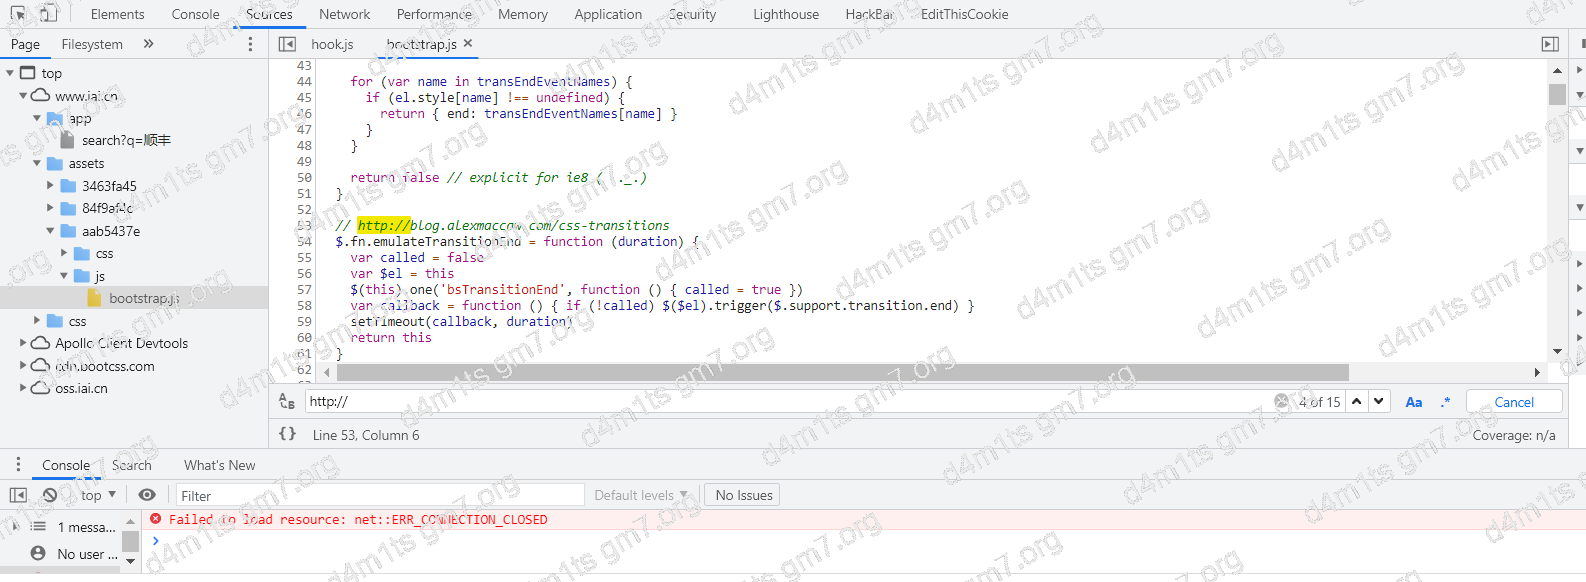 Elements Console Sources Network Performance Memory Application Security Lighthouse HackBar EditThisCookie
Page Filesystem » hook.js bootstrap.js ×
top
www.iai.cn
app
search?q=顺丰
assets
3463fa45
84f9af4c
aab5437e
css
js
bootstrap.js
css
Apollo Client Devtools
cdn.bootcss.com
oss.iai.cn
43
44 for (var name in transEndEventNames) {
45 if (el.style[name] !== undefined) {
46 return { end: transEndEventNames[name] }
47 }
48 }
49
50 return false // explicit for ie8 ( ._.)
51 }
52
53 // http://blog.alexmaccaw.com/css-transitions
54 $.fn.emulateTransitionEnd = function (duration) {
55 var called = false
56 var $el = this
57 $(this).one('bsTransitionEnd', function () { called = true })
58 var callback = function () { if (!called) $($el).trigger($.support.transition.end) }
59 setTimeout(callback, duration)
60 return this
61 }
62
http:// 4 of 15 Aa .* Cancel
{} Line 53, Column 6 Coverage: n/a
Console Search What's New
top Filter Default levels No Issues
1 messa...
No user ...
Failed to load resource: net::ERR_CONNECTION_CLOSED
d4m1ts gm7.org